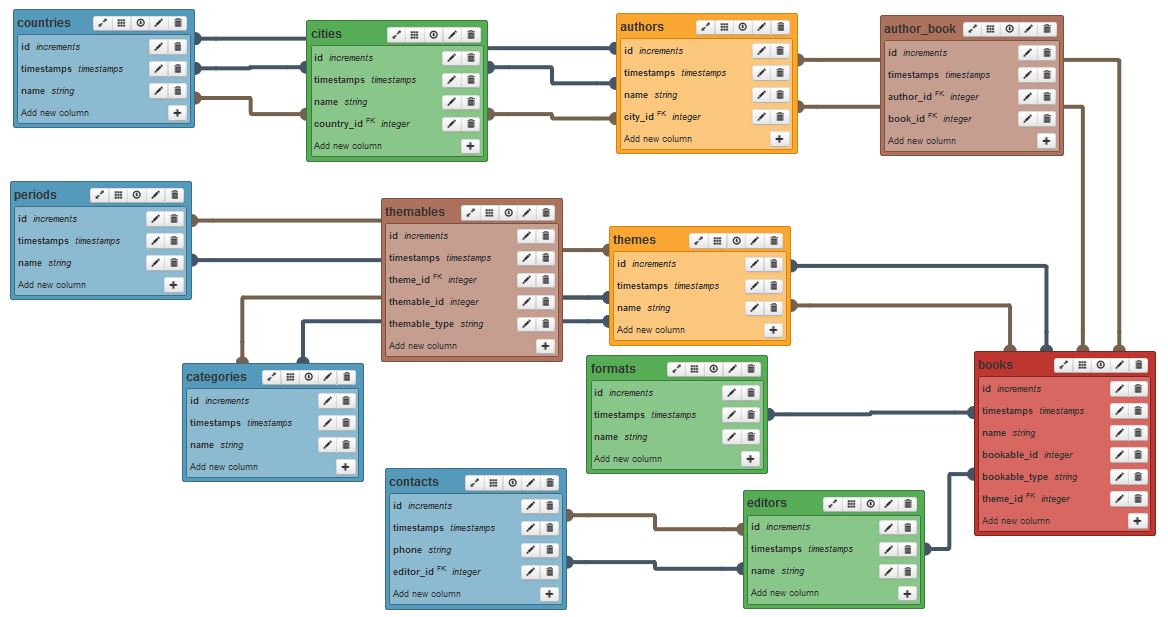 countries
id increments
timestamps timestamps
name string
Add new column
cities
id increments
timestamps timestamps
name string
country_id FK integer
Add new column
authors
id increments
timestamps timestamps
name string
city_id FK integer
Add new column
author_book
id increments
timestamps timestamps
author_id FK integer
book_id FK integer
Add new column
periods
id increments
timestamps timestamps
name string
Add new column
themables
id increments
timestamps timestamps
theme_id FK integer
themable_id integer
themable_type string
Add new column
themes
id increments
timestamps timestamps
name string
Add new column
categories
id increments
timestamps timestamps
name string
Add new column
formats
id increments
timestamps timestamps
name string
Add new column
books
id increments
timestamps timestamps
name string
bookable_id integer
bookable_type string
theme_id FK integer
Add new column
contacts
id increments
timestamps timestamps
phone string
editor_id FK integer
Add new column
editors
id increments
timestamps timestamps
name string
Add new column